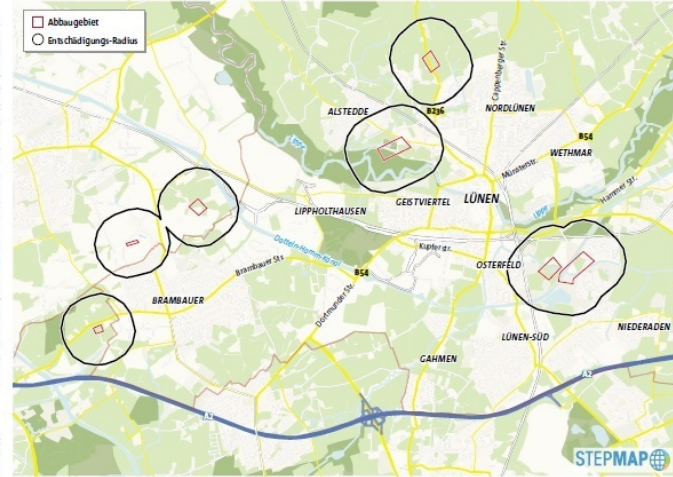 Abbaugebiet
Entschädigungs-Radius
Cappenberger Str.
ALSTEDDE
B236
NORDLÜNEN
B54
WETHMAR
Lippe
Münsterstr.
Hammer Str.
GEISTVIERTEL
LÜNEN
LIPPHOLTHAUSEN
Lippe
Datteln-Hamm-Kanal
Kupferstr.
Brambauer Str.
B54
OSTERFELD
BRAMBAUER
Dortmunder Str.
NIEDERADEN
LÜNEN-SÜD
GAHMEN
A2
A2
STEPMAP